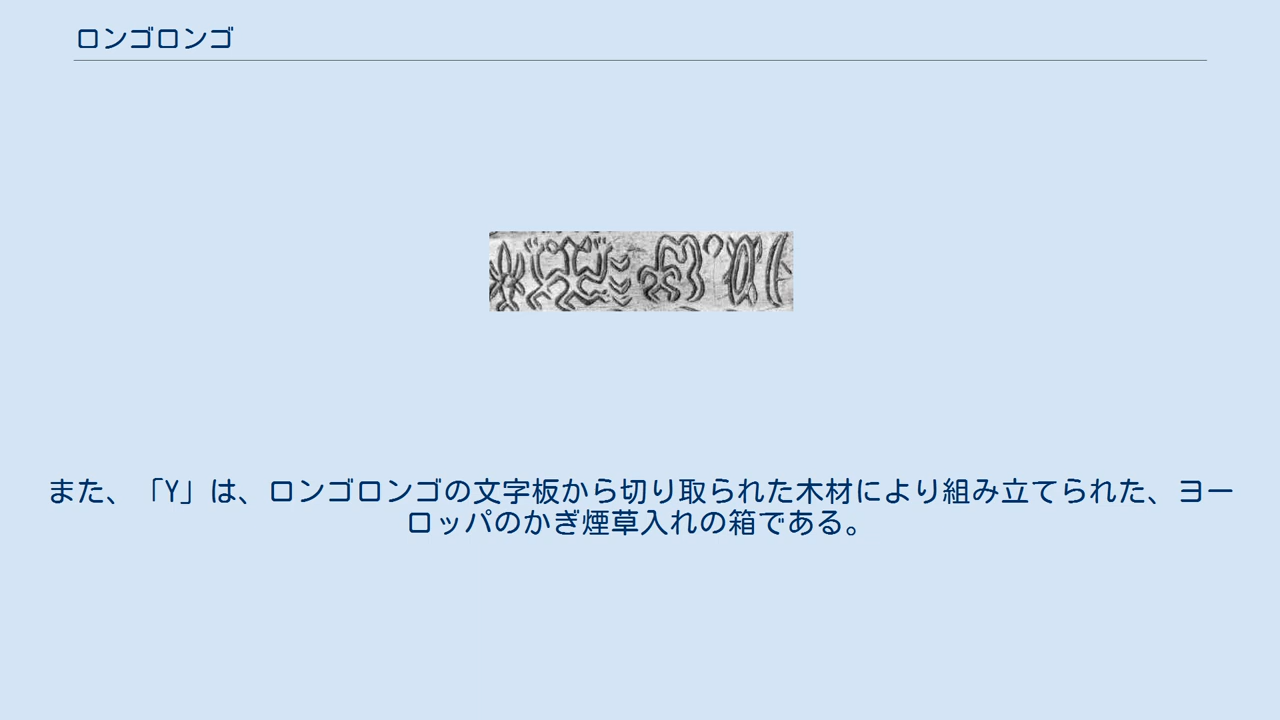 ロンゴロンゴ
また、「Y」は、ロンゴロンゴの文字板から切り取られた木材により組み立てられた、ヨー
ロッパのかぎ煙草入れの箱である。